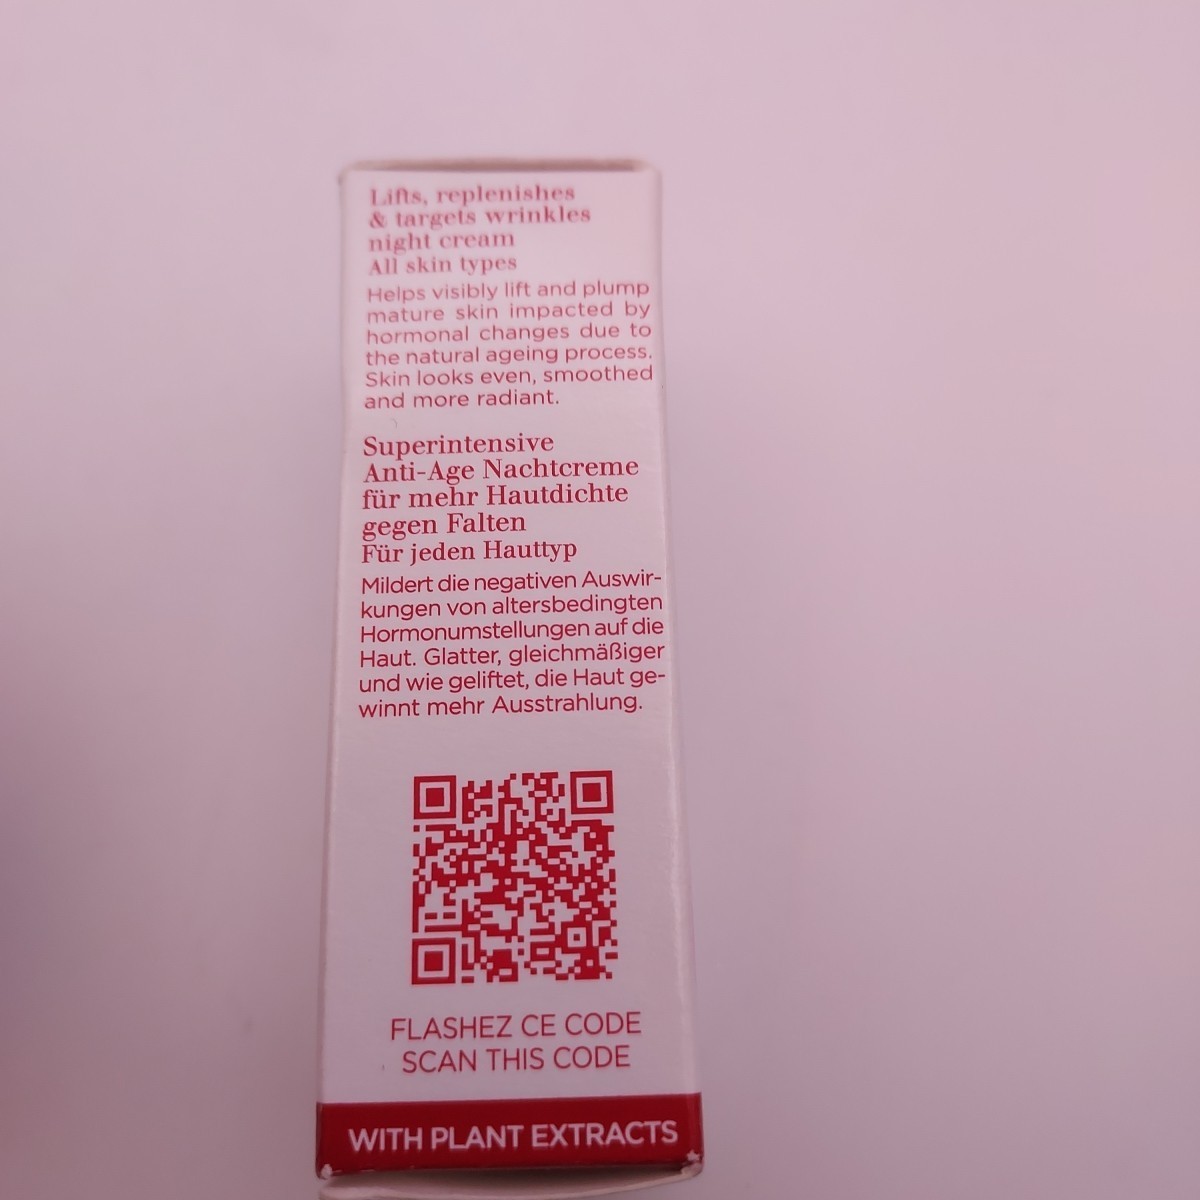 Lifts, replenishes
& targets wrinkles
night cream
All skin types
Helps visibly lift and plump
mature skin impacted by
hormonal changes due to
the natural ageing process.
Skin looks even, smoothed
and more radiant.
Superintensive
Anti-Age Nachtcreme
für mehr Hautdichte
gegen Falten
Für jeden Hauttyp
Mildert die negativen Auswir-
kungen von altersbedingten
Hormonumstellungen auf die
Haut. Glatter, gleichmäßiger
und wie geliftet, die Haut ge-
winnt mehr Ausstrahlung.
FLASHEZ CE CODE
SCAN THIS CODE
WITH PLANT EXTRACTS